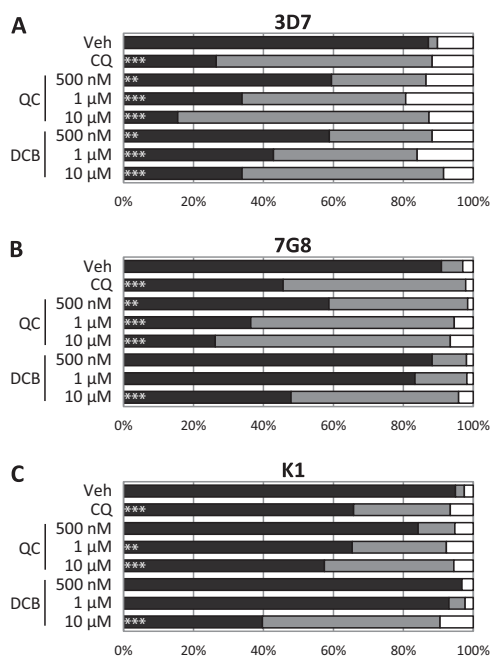 A
3D7
Veh
CQ ***
QC
500 nM **
1 µM ***
10 µM ***
DCB
500 nM **
1 µM ***
10 µM ***
0% 20% 40% 60% 80% 100%
B
7G8
Veh
CQ ***
QC
500 nM **
1 µM ***
10 µM ***
DCB
500 nM
1 µM
10 µM ***
0% 20% 40% 60% 80% 100%
C
K1
Veh
CQ ***
QC
500 nM
1 µM **
10 µM ***
DCB
500 nM
1 µM
10 µM ***
0% 20% 40% 60% 80% 100%